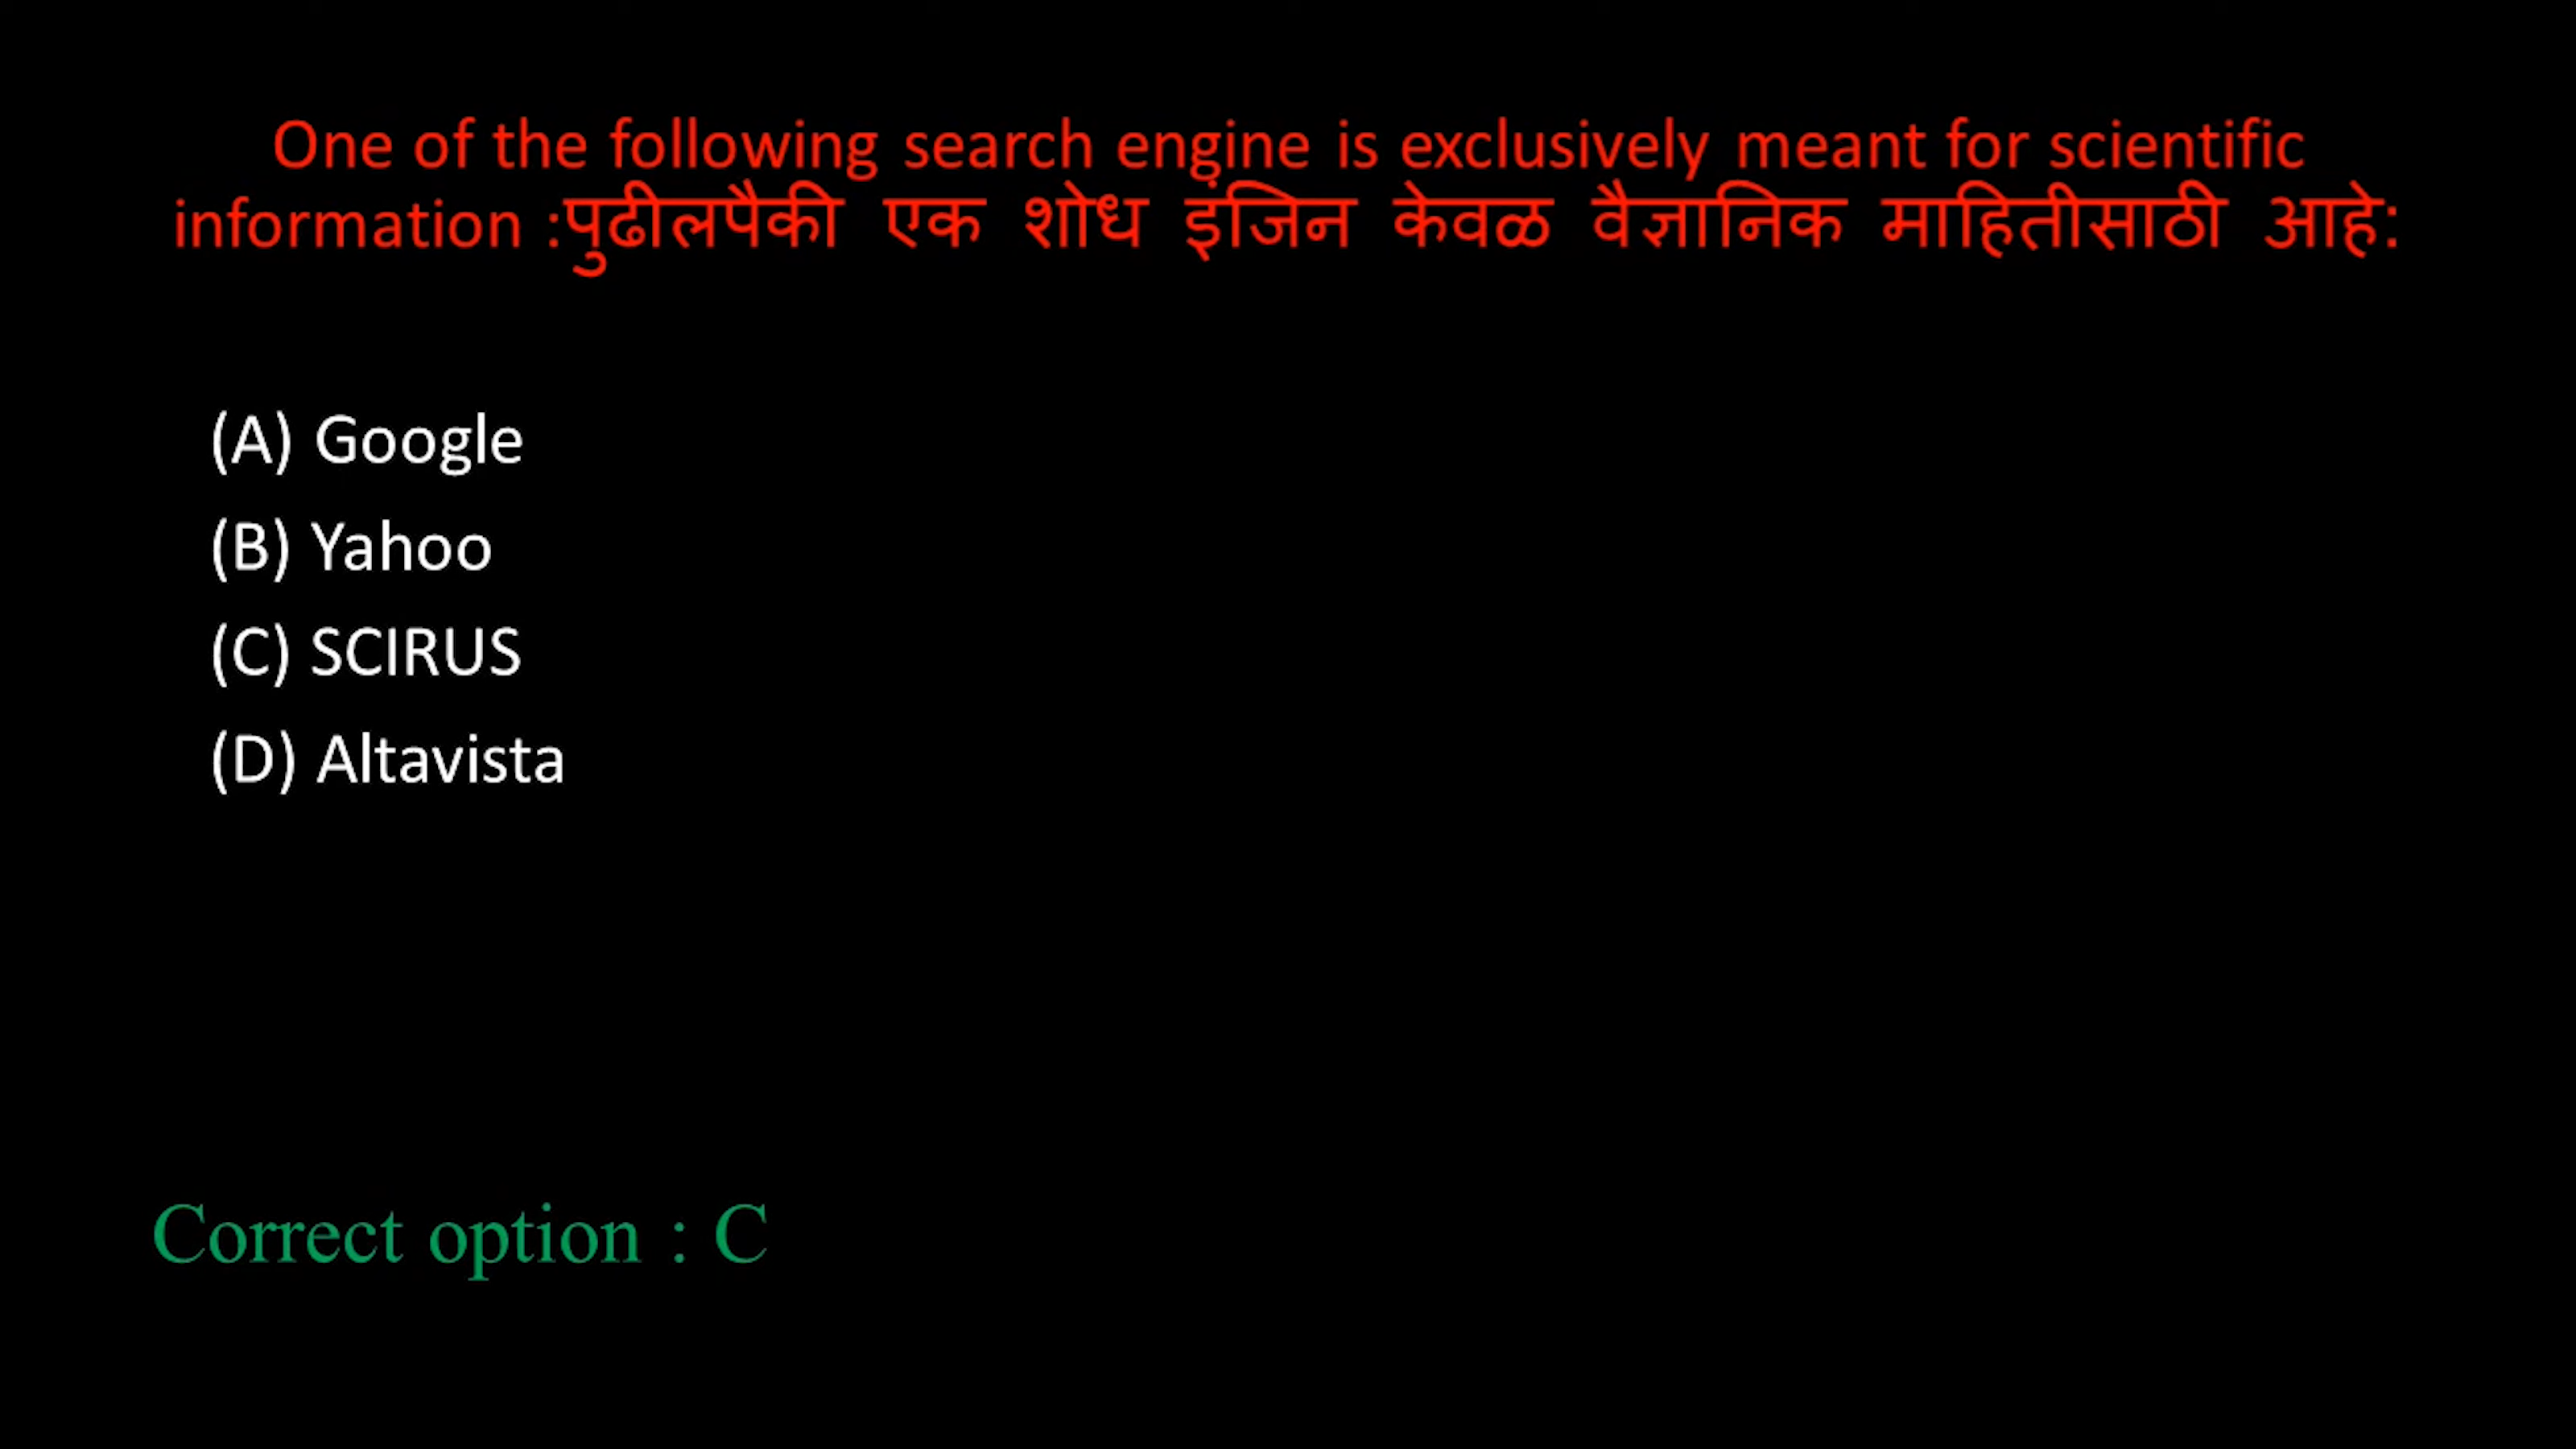 One of the following search engine is exclusively meant for scientific
information :पुढीलपैकी एक शोध इंजिन केवळ वैज्ञानिक माहितीसाठी आहे:
(A) Google
(B) Yahoo
(C) SCIRUS
(D) Altavista
Correct option : C